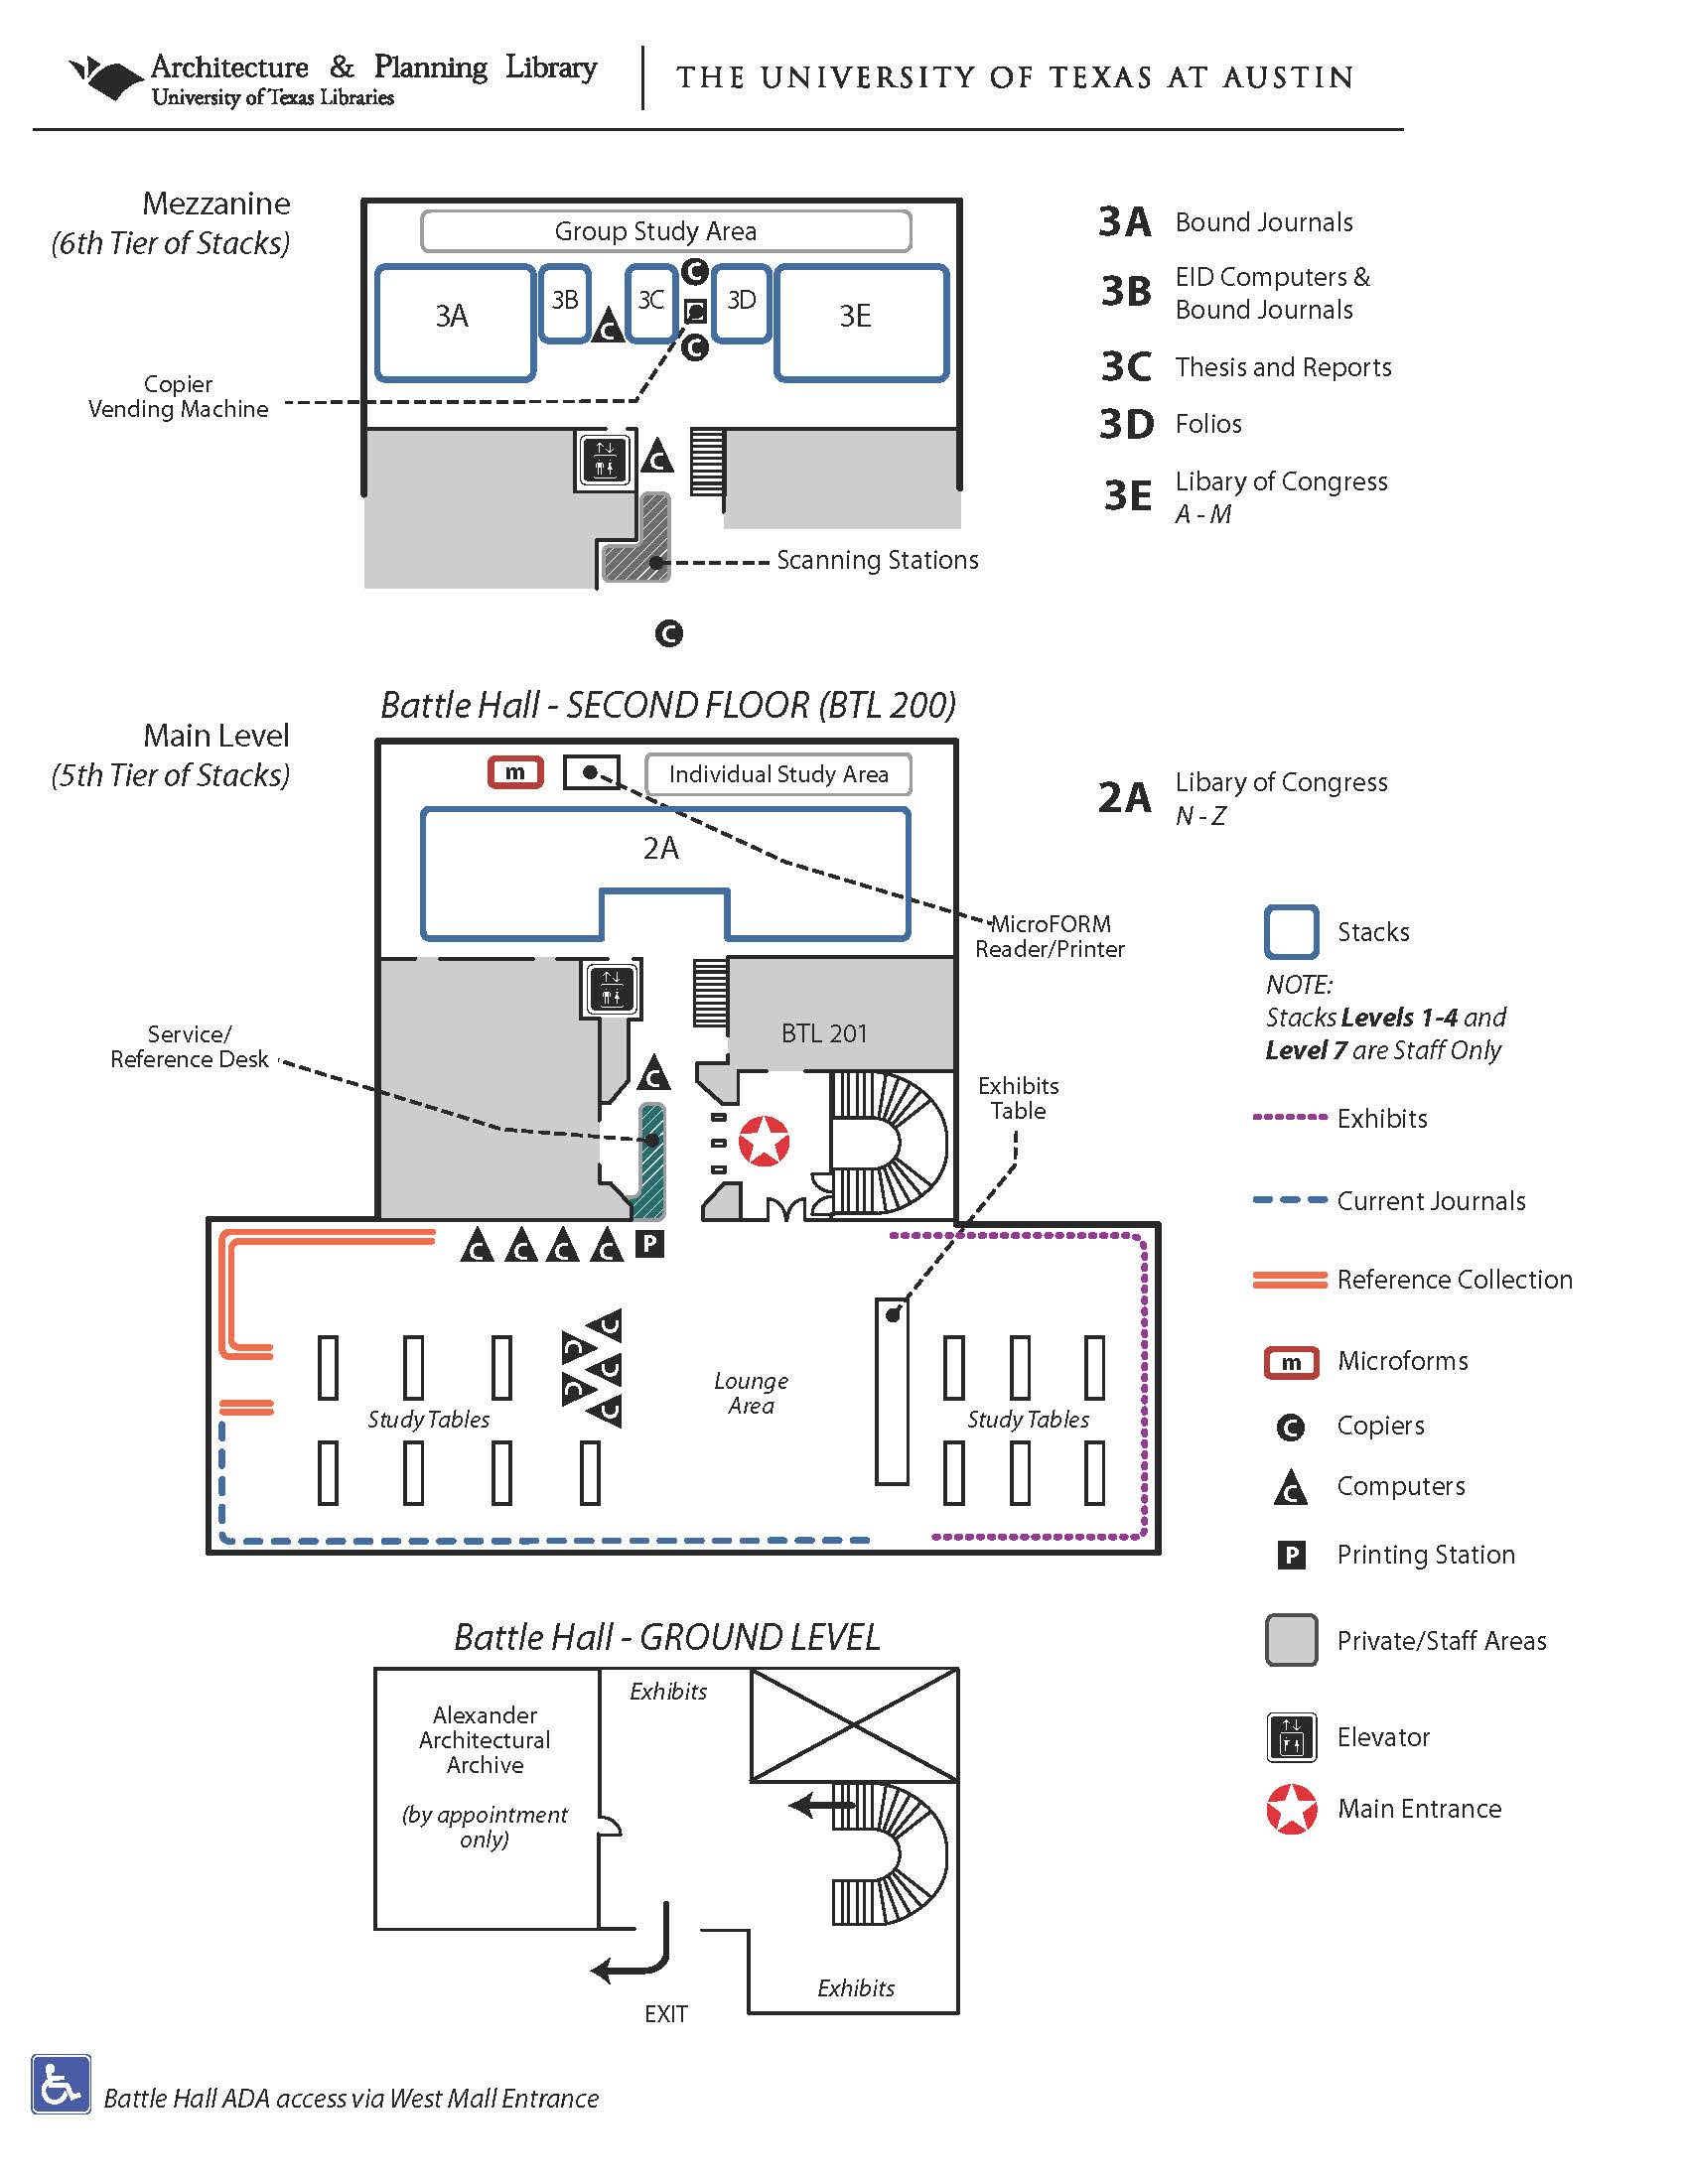 Architecture & Planning Library
University of Texas Libraries
THE UNIVERSITY OF TEXAS AT AUSTIN
Mezzanine
(6th Tier of Stacks)
Group Study Area
3A
3B
C
3C
C
C
3D
3E
Copier
Vending Machine
C
Scanning Stations
C
3A Bound Journals
3B EID Computers &
Bound Journals
3C Thesis and Reports
3D Folios
3E Libary of Congress
A - M
Battle Hall - SECOND FLOOR (BTL 200)
Main Level
(5th Tier of Stacks)
m
Individual Study Area
2A
2A Libary of Congress
N - Z
MicroFORM
Reader/Printer
BTL 201
Service/
Reference Desk
C
Exhibits
Table
C C C C P
C
C
C
C
C
Lounge
Area
Study Tables
Study Tables
Stacks
NOTE:
Stacks Levels 1-4 and
Level 7 are Staff Only
Exhibits
Current Journals
Reference Collection
m Microforms
C Copiers
C Computers
P Printing Station
Private/Staff Areas
Elevator
Main Entrance
Battle Hall - GROUND LEVEL
Exhibits
Alexander
Architectural
Archive
(by appointment
only)
Exhibits
EXIT
Battle Hall ADA access via West Mall Entrance